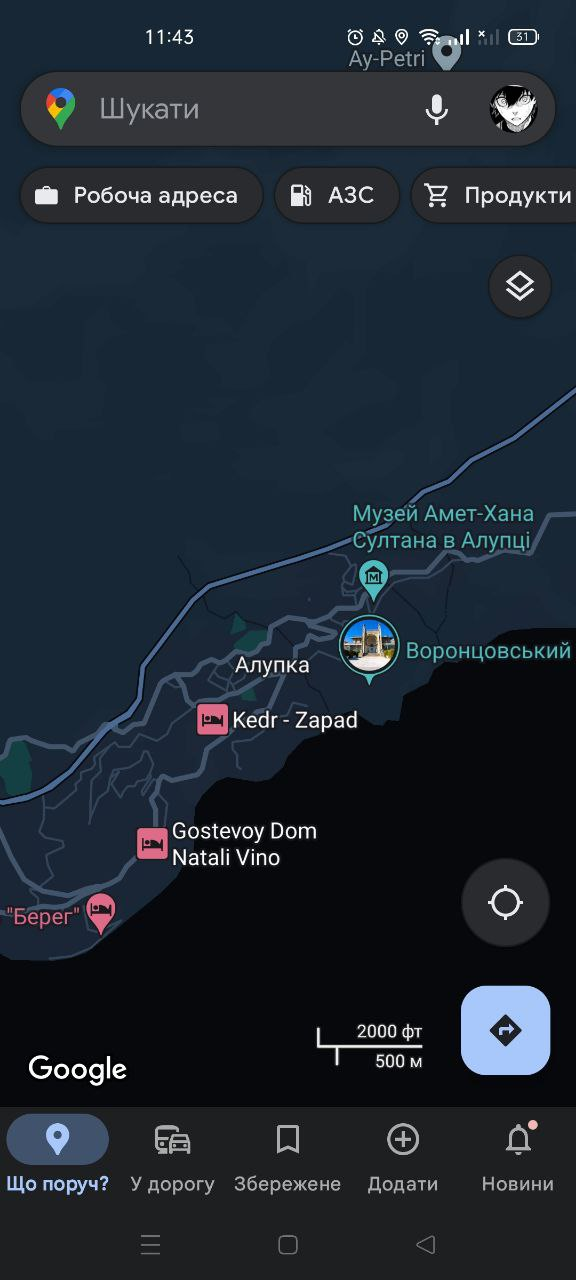 11:43
31
Ay-Petri
Шукати
Робоча адреса
АЗС
Продукти
Музей Амет-Хана
Султана в Алупці
Воронцовський
Алупка
Kedr - Zapad
Gostevoy Dom
Natali Vino
"Берег"
2000 фт
500 м
Google
Що поруч?
У дорогу
Збережене
Додати
Новини